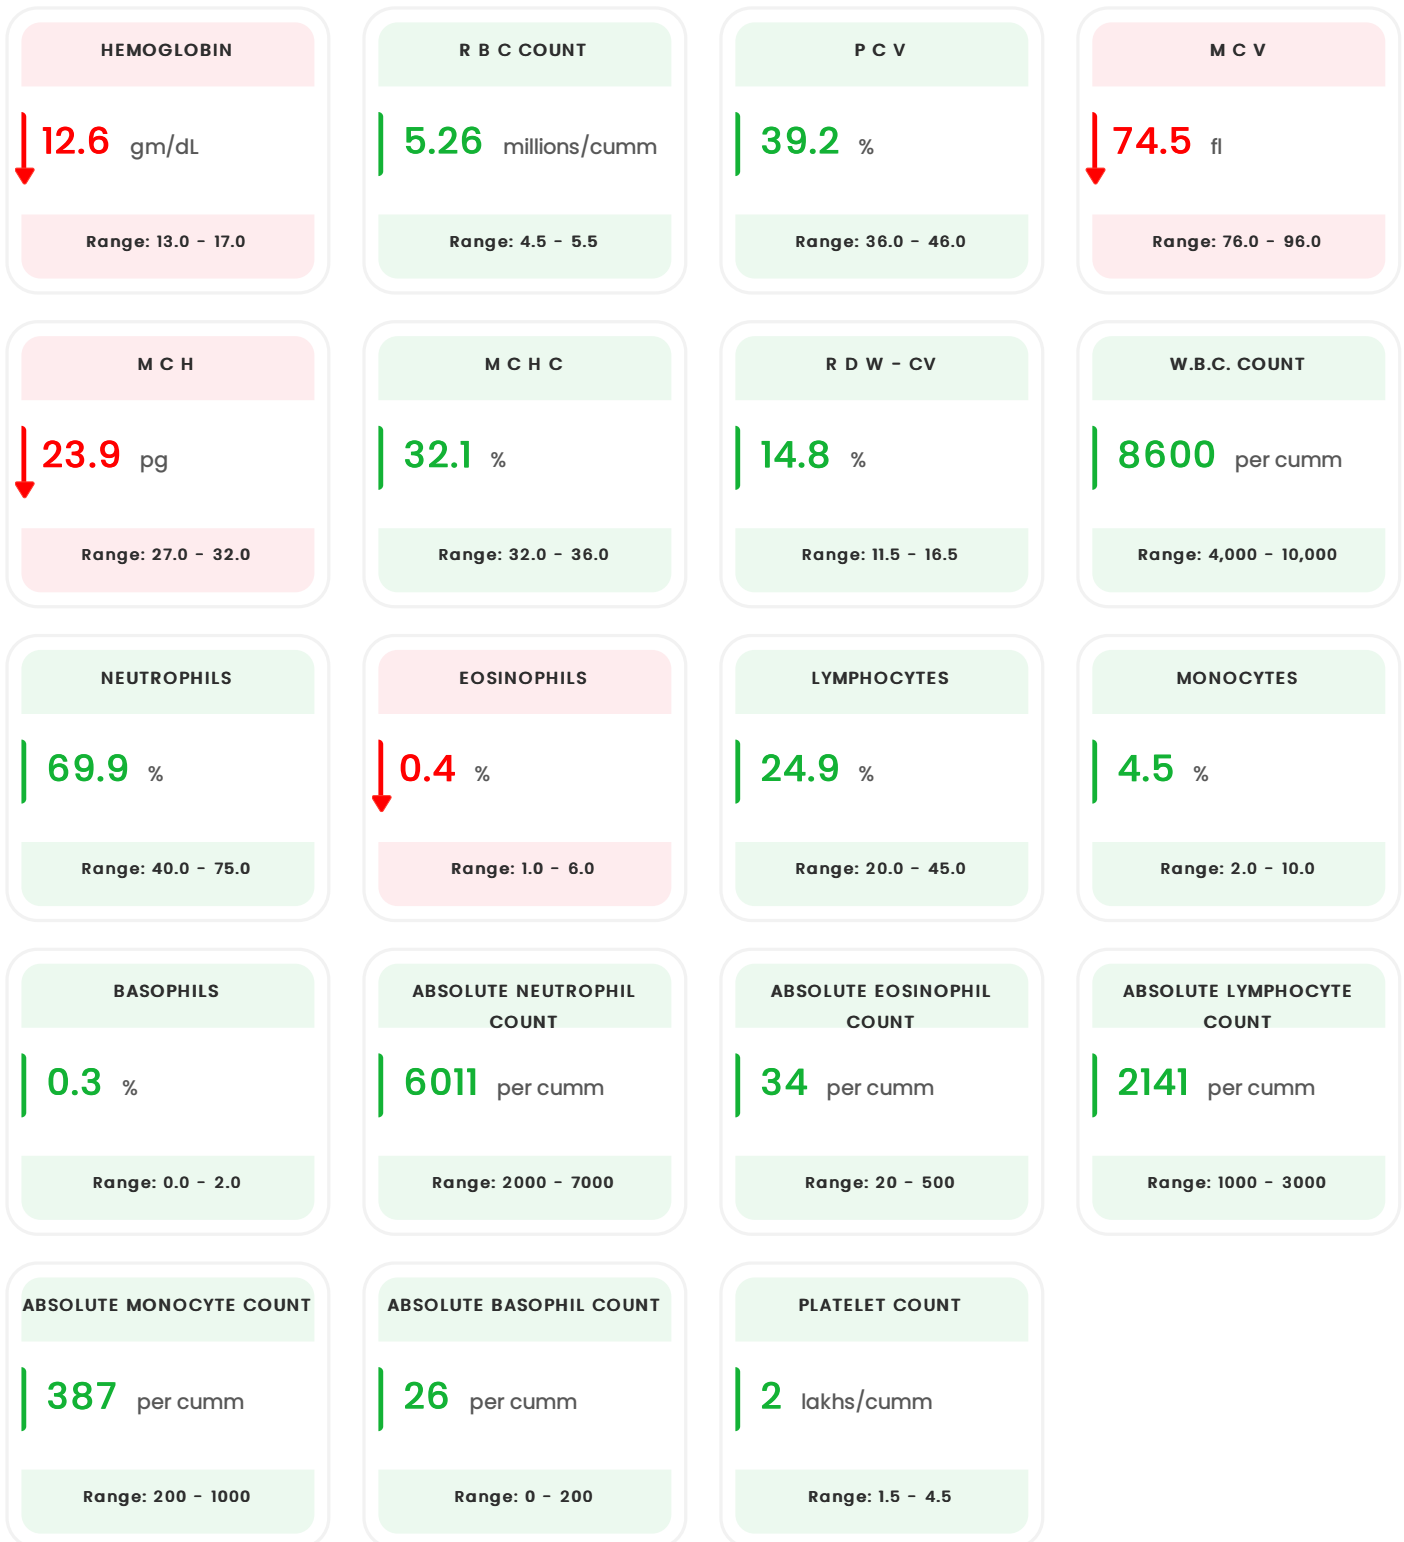 HEMOGLOBIN
12.6 gm/dL
Range: 13.0 - 17.0
R B C COUNT
5.26 millions/cumm
Range: 4.5 - 5.5
P C V
39.2 %
Range: 36.0 - 46.0
M C V
74.5 fl
Range: 76.0 - 96.0
M C H
23.9 pg
Range: 27.0 - 32.0
M C H C
32.1 %
Range: 32.0 - 36.0
R D W - CV
14.8 %
Range: 11.5 - 16.5
W.B.C. COUNT
8600 per cumm
Range: 4,000 - 10,000
NEUTROPHILS
69.9 %
Range: 40.0 - 75.0
EOSINOPHILS
0.4 %
Range: 1.0 - 6.0
LYMPHOCYTES
24.9 %
Range: 20.0 - 45.0
MONOCYTES
4.5 %
Range: 2.0 - 10.0
BASOPHILS
0.3 %
Range: 0.0 - 2.0
ABSOLUTE NEUTROPHIL
COUNT
6011 per cumm
Range: 2000 - 7000
ABSOLUTE EOSINOPHIL
COUNT
34 per cumm
Range: 20 - 500
ABSOLUTE LYMPHOCYTE
COUNT
2141 per cumm
Range: 1000 - 3000
ABSOLUTE MONOCYTE COUNT
387 per cumm
Range: 200 - 1000
ABSOLUTE BASOPHIL COUNT
26 per cumm
Range: 0 - 200
PLATELET COUNT
2 lakhs/cumm
Range: 1.5 - 4.5